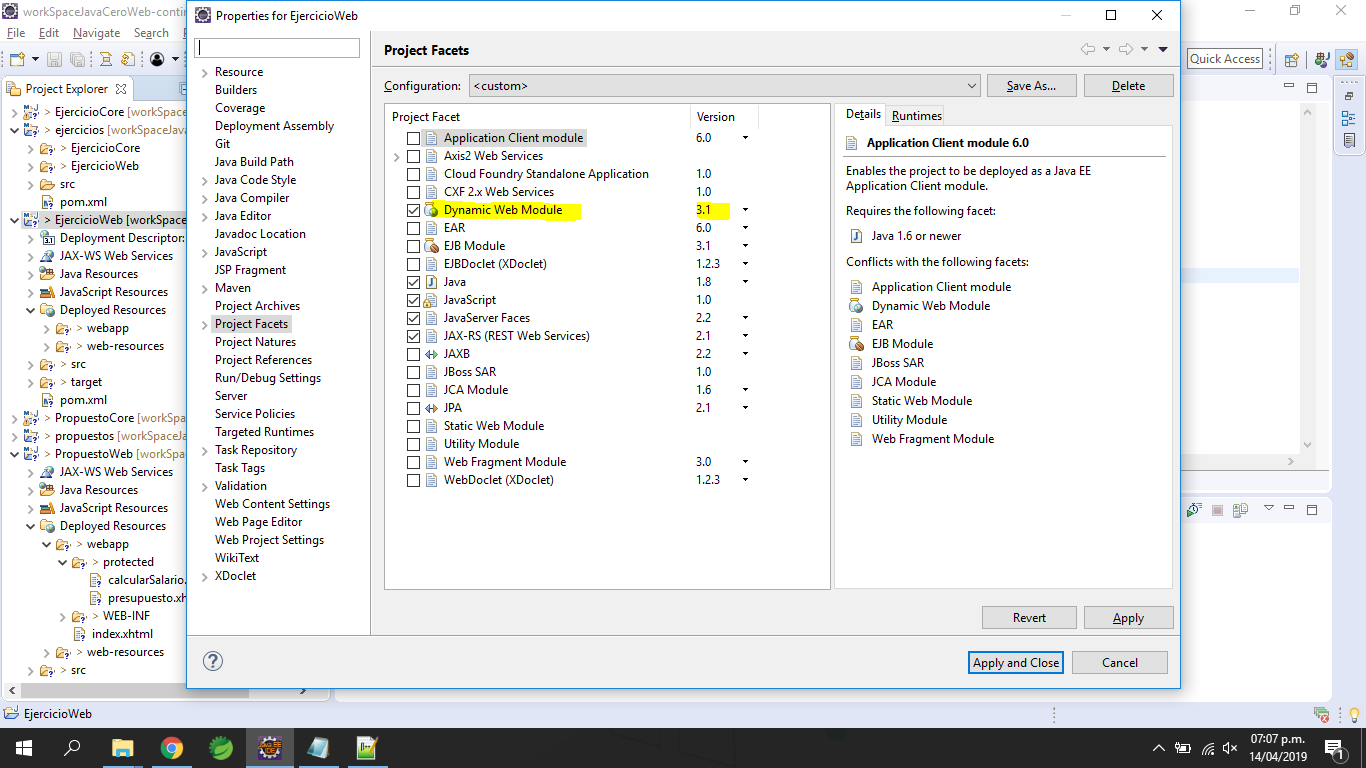 workSpaceJavaCeroWeb-contin
File Edit Navigate Search
Quick Access
Project Explorer
> EjercicioCore [workSpace
> ejercicios [workSpaceJav
> EjercicioCore
> EjercicioWeb
> src
pom.xml
> EjercicioWeb [workSpace
Deployment Descriptor:
JAX-WS Web Services
Java Resources
JavaScript Resources
Deployed Resources
> webapp
> web-resources
> src
> target
pom.xml
> PropuestoCore [workSpa
> propuestos [workSpaceJa
> PropuestoWeb [workSpac
JAX-WS Web Services
Java Resources
JavaScript Resources
Deployed Resources
> webapp
> protected
calcularSalario.
presupuesto.xh
> WEB-INF
index.xhtml
> web-resources
> src
EjercicioWeb
Properties for EjercicioWeb
Resource
Builders
Coverage
Deployment Assembly
Git
Java Build Path
Java Code Style
Java Compiler
Java Editor
Javadoc Location
JavaScript
JSP Fragment
Maven
Project Archives
Project Facets
Project Natures
Project References
Run/Debug Settings
Server
Service Policies
Targeted Runtimes
Task Repository
Task Tags
Validation
Web Content Settings
Web Page Editor
Web Project Settings
WikiText
XDoclet
Project Facets
Configuration: <custom> Save As... Delete
Project Facet Version
Application Client module 6.0
Axis2 Web Services
Cloud Foundry Standalone Application 1.0
CXF 2.x Web Services 1.0
Dynamic Web Module 3.1
EAR 6.0
EJB Module 3.1
EJBDoclet (XDoclet) 1.2.3
Java 1.8
JavaScript 1.0
JavaServer Faces 2.2
JAX-RS (REST Web Services) 2.1
JAXB 2.2
JBoss SAR 1.0
JCA Module 1.6
JPA 2.1
Static Web Module
Utility Module
Web Fragment Module 3.0
WebDoclet (XDoclet) 1.2.3
Details Runtimes
Application Client module 6.0
Enables the project to be deployed as a Java EE
Application Client module.
Requires the following facet:
Java 1.6 or newer
Conflicts with the following facets:
Application Client module
Dynamic Web Module
EAR
EJB Module
JBoss SAR
JCA Module
Static Web Module
Utility Module
Web Fragment Module
Revert Apply
Apply and Close Cancel
07:07 p.m.
14/04/2019
1